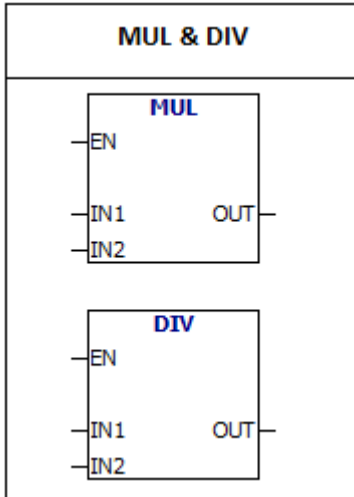 MUL & DIV
MUL
EN
IN1 OUT
IN2
DIV
EN
IN1 OUT
IN2